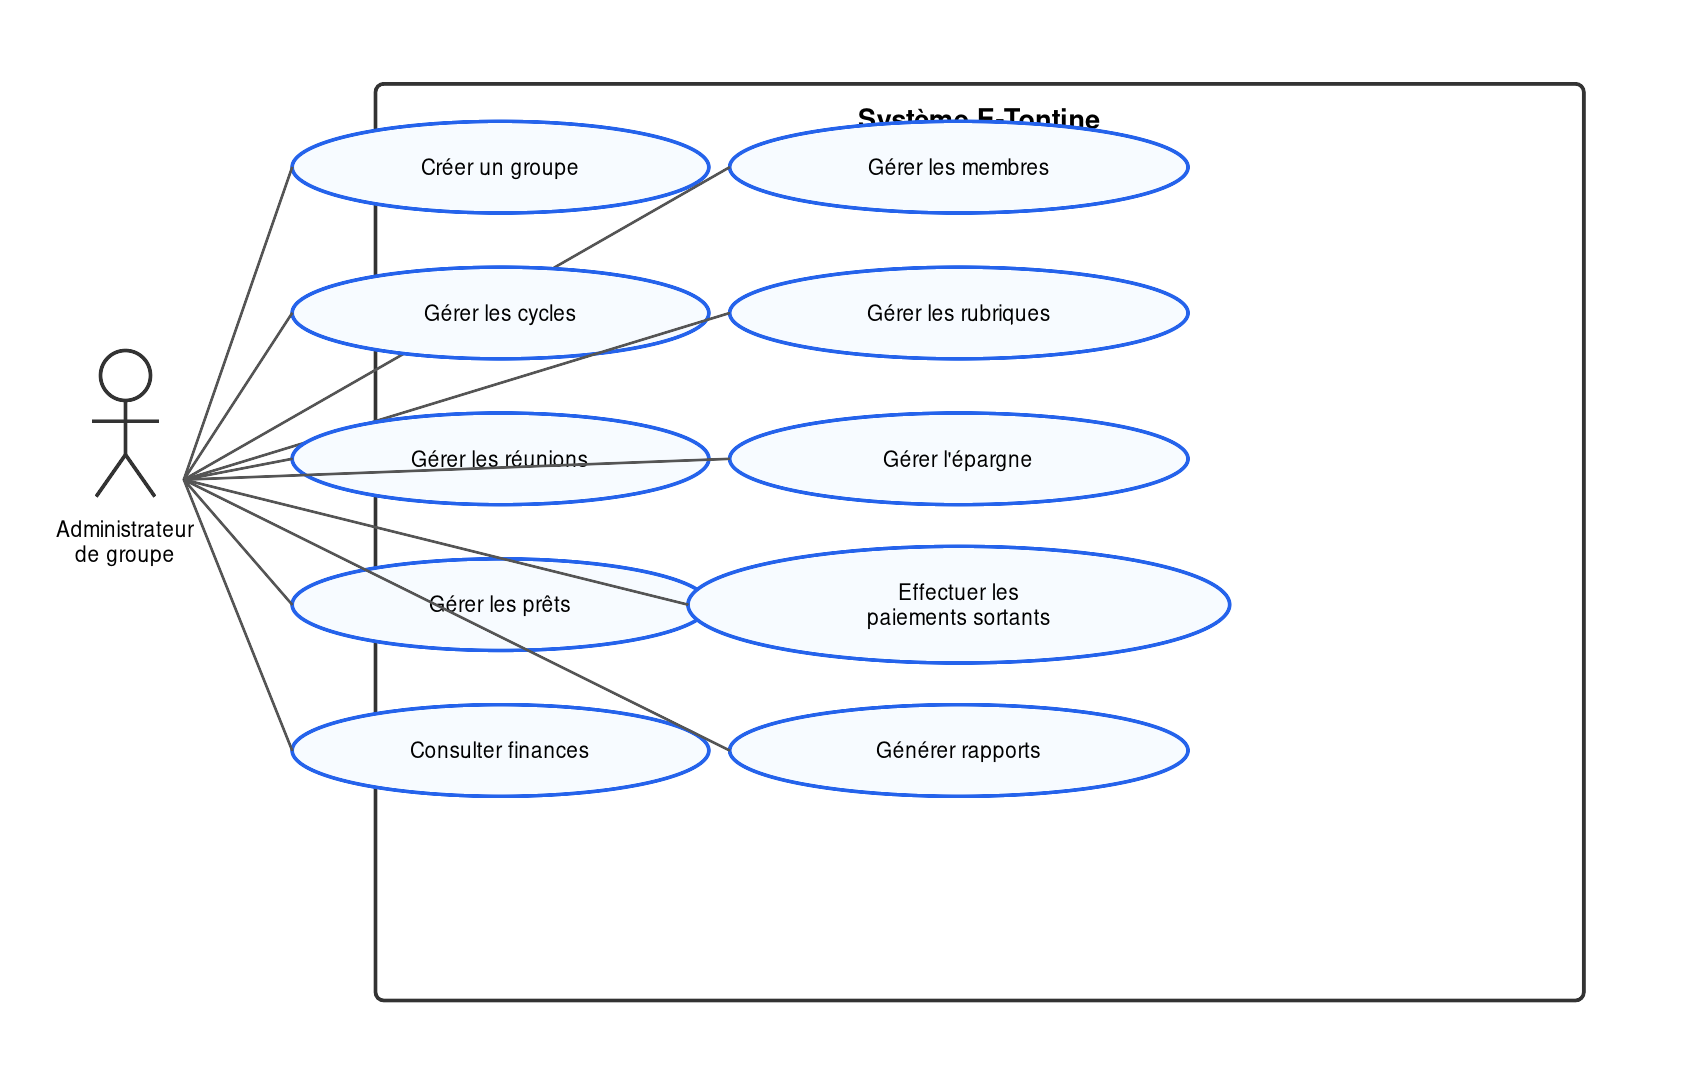 Système E-Tontine
Créer un groupe
Gérer les membres
Gérer les cycles
Gérer les rubriques
Gérer les réunions
Gérer l'épargne
Administrateur
de groupe
Gérer les prêts
Effectuer les
paiements sortants
Consulter finances
Générer rapports